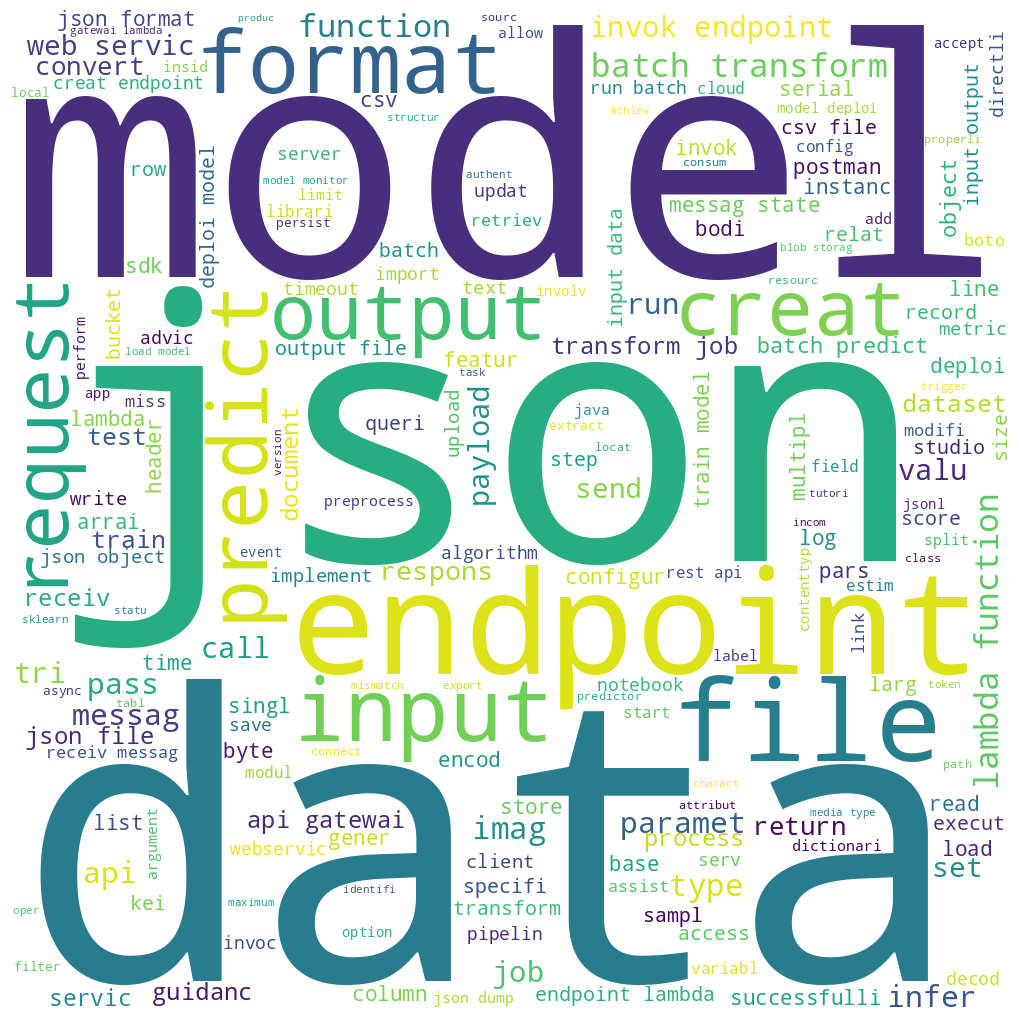 json format
gatewai lambda
produc
function
sourc
allow
invok endpoint
accept
web servic
convert
insid
format
creat endpoint
local
batch transform
run batch
cloud
serial
model deploi
directli
csv
structur
achiev
csv file
config
properli
model
server
row
model monitor
limit
librari
persist
authent
updat
retriev
invok
consum
postman
instanc
input output
object
messag state
bodi
add
relat
blob storag
boto
deploi model
sdk
batch
import
timeout
text
involv
input data
resourc
line
request
bucket
perform
advic
load model
predict
output
run
creat
record
metric
output file
featur
transform job
batch predict
deploi
app
miss
task
trigger
lambda
test
header
document
version
queri
upload
payload
java
extract
locat
step
send
train model
multipl
field
tutori
dataset
modifi
studio
valu
size
write
arrai
train
json object
json
preprocess
incom
log
jsonl
score
split
event
algorithm
class
implement
respons
configur
rest api
contenttyp
pars
estim
receiv
statu
sklearn
endpoint
link
lambda function
call
time
tri
async
pass
tabl
label
mismatch
export
predictor
notebook
start
larg
token
messag
json file
receiv messag
singl
save
byte
modul
input
connect
encod
file
path
data
charact
attribut
media type
list
argument
api gatewai
webservic
gener
store
imag
paramet
process
return
dictionari
read
execut
load
api
kei
identifi
client
specifi
transform
base
serv
assist
type
set
oper
maximum
invoc
option
pipelin
sampl
access
filter
job
variabl
decod
servic
guidanc
column
json dump
endpoint lambda
successfulli
infer